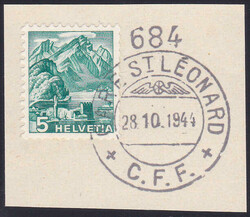 684
ST LÉONARD
28.10.1944
+ C.F.F. +
5 HELVETIA